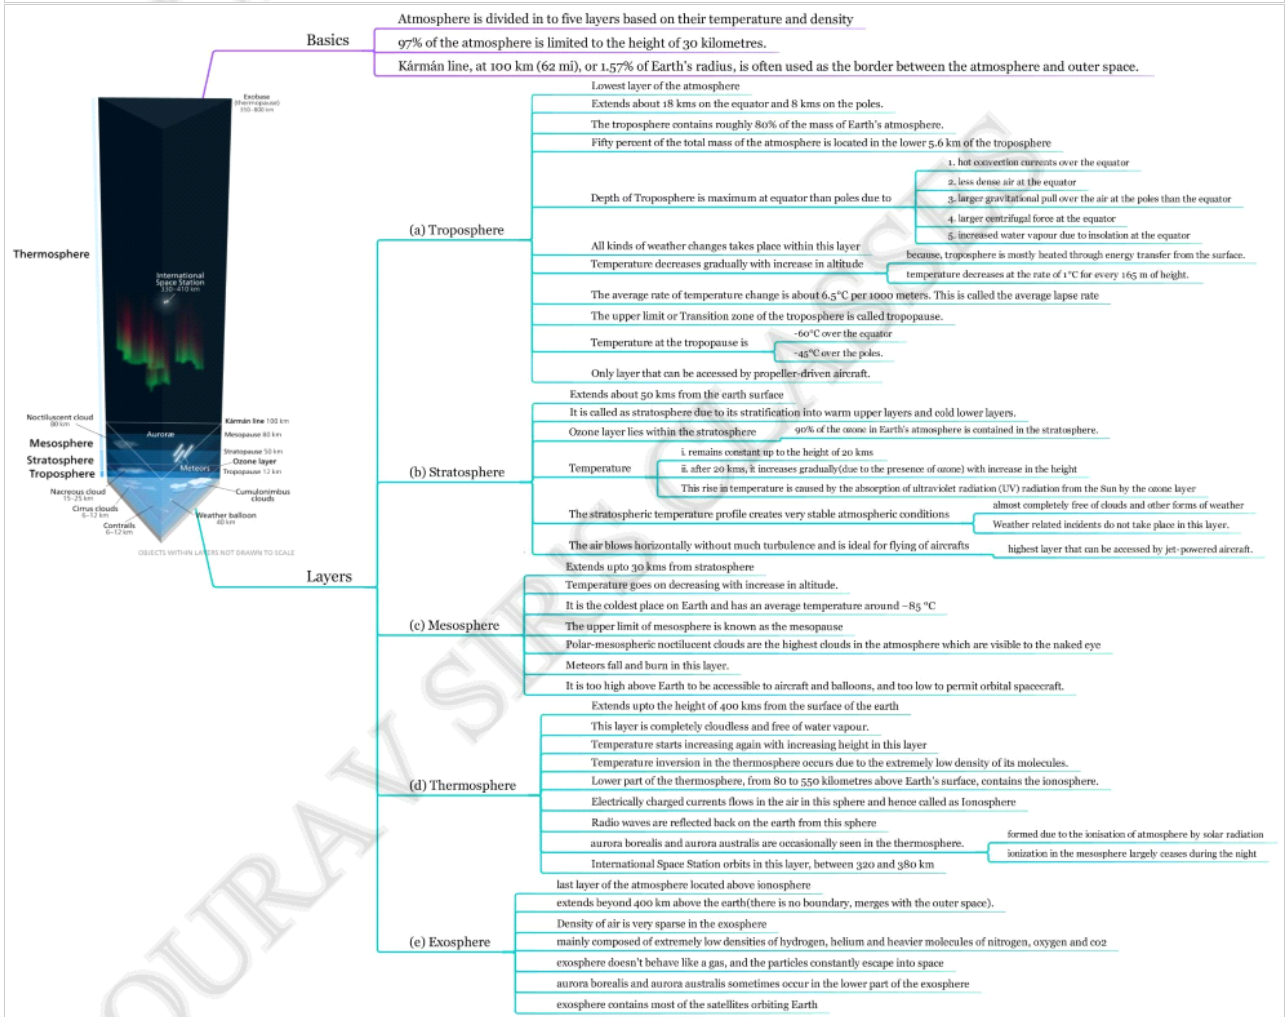 Basics
Atmosphere is divided in to five layers based on their temperature and density
97% of the atmosphere is limited to the height of 30 kilometres.
Kármán line, at 100 km (62 mi), or 1.57% of Earth's radius, is often used as the border between the atmosphere and outer space.
Exobase
(thermopause)
350-800 km
Thermosphere
International
Space Station
330-410 km
Noctiluscent cloud
80 km
Auroræ
Kármán line 100 km
Mesopause 80 km
Mesosphere
Stratopause 50 km
Stratosphere
Ozone layer
Meteors
Troposphere
Tropopause 12 km
Nacreous cloud
15-25 km
Cumulonimbus
clouds
Cirrus clouds
6-12 km
Weather balloon
40 km
Contrails
6-12 km
OBJECTS WITHIN LAYERS NOT DRAWN TO SCALE
Layers
(a) Troposphere
Lowest layer of the atmosphere
Extends about 18 kms on the equator and 8 kms on the poles.
The troposphere contains roughly 80% of the mass of Earth's atmosphere.
Fifty percent of the total mass of the atmosphere is located in the lower 5.6 km of the troposphere
Depth of Troposphere is maximum at equator than poles due to
1. hot convection currents over the equator
2. less dense air at the equator
3. larger gravitational pull over the air at the poles than the equator
4. larger centrifugal force at the equator
5. increased water vapour due to insolation at the equator
All kinds of weather changes takes place within this layer
Temperature decreases gradually with increase in altitude
because, troposphere is mostly heated through energy transfer from the surface.
temperature decreases at the rate of 1°C for every 165 m of height.
The average rate of temperature change is about 6.5°C per 1000 meters. This is called the average lapse rate
The upper limit or Transition zone of the troposphere is called tropopause.
Temperature at the tropopause is
-60°C over the equator
-45°C over the poles.
Only layer that can be accessed by propeller-driven aircraft.
(b) Stratosphere
Extends about 50 kms from the earth surface
It is called as stratosphere due to its stratification into warm upper layers and cold lower layers.
Ozone layer lies within the stratosphere
90% of the ozone in Earth's atmosphere is contained in the stratosphere.
Temperature
i. remains constant up to the height of 20 kms
ii. after 20 kms, it increases gradually(due to the presence of ozone) with increase in the height
This rise in temperature is caused by the absorption of ultraviolet radiation (UV) radiation from the Sun by the ozone layer
The stratospheric temperature profile creates very stable atmospheric conditions
almost completely free of clouds and other forms of weather
Weather related incidents do not take place in this layer.
The air blows horizontally without much turbulence and is ideal for flying of aircrafts
highest layer that can be accessed by jet-powered aircraft.
(c) Mesosphere
Extends upto 30 kms from stratosphere
Temperature goes on decreasing with increase in altitude.
It is the coldest place on Earth and has an average temperature around −85 °C
The upper limit of mesosphere is known as the mesopause
Polar-mesospheric noctilucent clouds are the highest clouds in the atmosphere which are visible to the naked eye
Meteors fall and burn in this layer.
It is too high above Earth to be accessible to aircraft and balloons, and too low to permit orbital spacecraft.
(d) Thermosphere
Extends upto the height of 400 kms from the surface of the earth
This layer is completely cloudless and free of water vapour.
Temperature starts increasing again with increasing height in this layer
Temperature inversion in the thermosphere occurs due to the extremely low density of its molecules.
Lower part of the thermosphere, from 80 to 550 kilometres above Earth's surface, contains the ionosphere.
Electrically charged currents flows in the air in this sphere and hence called as Ionosphere
Radio waves are reflected back on the earth from this sphere
aurora borealis and aurora australis are occasionally seen in the thermosphere.
formed due to the ionisation of atmosphere by solar radiation
ionization in the mesosphere largely ceases during the night
International Space Station orbits in this layer, between 320 and 380 km
(e) Exosphere
last layer of the atmosphere located above ionosphere
extends beyond 400 km above the earth(there is no boundary, merges with the outer space).
Density of air is very sparse in the exosphere
mainly composed of extremely low densities of hydrogen, helium and heavier molecules of nitrogen, oxygen and co2
exosphere doesn't behave like a gas, and the particles constantly escape into space
aurora borealis and aurora australis sometimes occur in the lower part of the exosphere
exosphere contains most of the satellites orbiting Earth
OURAV SIR'S CLASSES